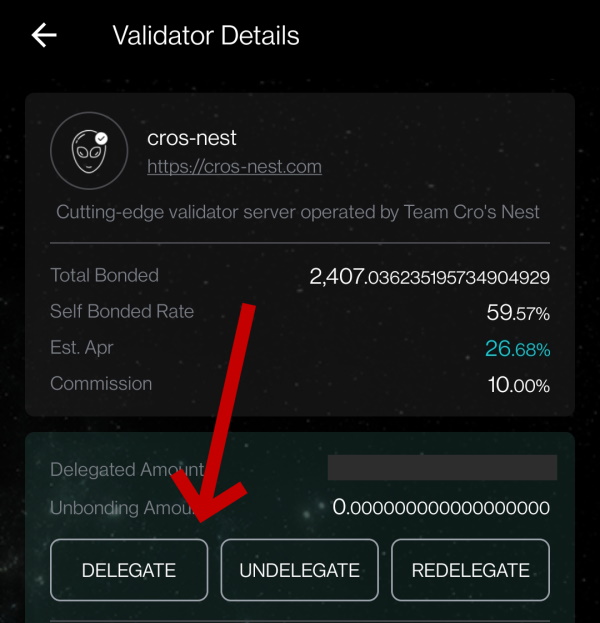 Validator Details
cros-nest
https://cros-nest.com
Cutting-edge validator server operated by Team Cro's Nest
Total Bonded 2,407.036235195734904929
Self Bonded Rate 59.57%
Est. Apr 26.68%
Commission 10.00%
Delegated Amount
Unbonding Amou 0.000000000000000000
DELEGATE UNDELEGATE REDELEGATE